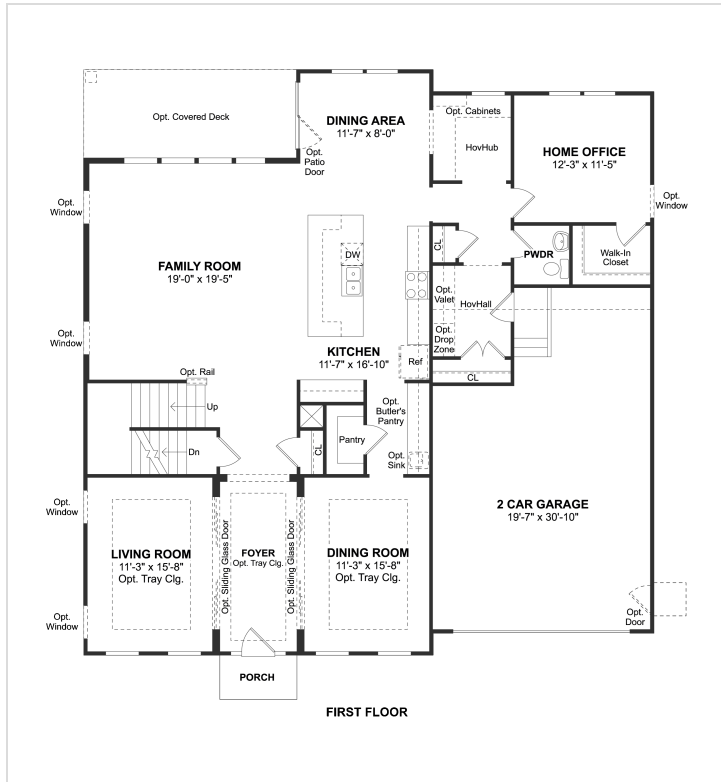 Opt. Covered Deck
DINING AREA
11'-7" x 8'-0"
Opt.
Patio
Door
Opt. Cabinets
HovHub
HOME OFFICE
12'-3" x 11'-5"
Opt.
Window
Opt.
Window
FAMILY ROOM
19'-0" x 19'-5"
DW
CL
PWDR
Walk-In
Closet
Opt.
Valet
HovHall
Opt.
Drop
Zone
Opt.
Window
KITCHEN
11'-7" x 16'-10"
Ref
CL
Opt. Rail
Up
Dn
CL
Pantry
Opt.
Butler's
Pantry
Opt.
Sink
Opt.
Window
LIVING ROOM
11'-3" x 15'-8"
Opt. Tray Clg.
Opt. Sliding Glass Door
FOYER
Opt. Tray Clg.
Opt. Sliding Glass Door
DINING ROOM
11'-3" x 15'-8"
Opt. Tray Clg.
2 CAR GARAGE
19'-7" x 30'-10"
Opt.
Window
Opt.
Door
PORCH
FIRST FLOOR